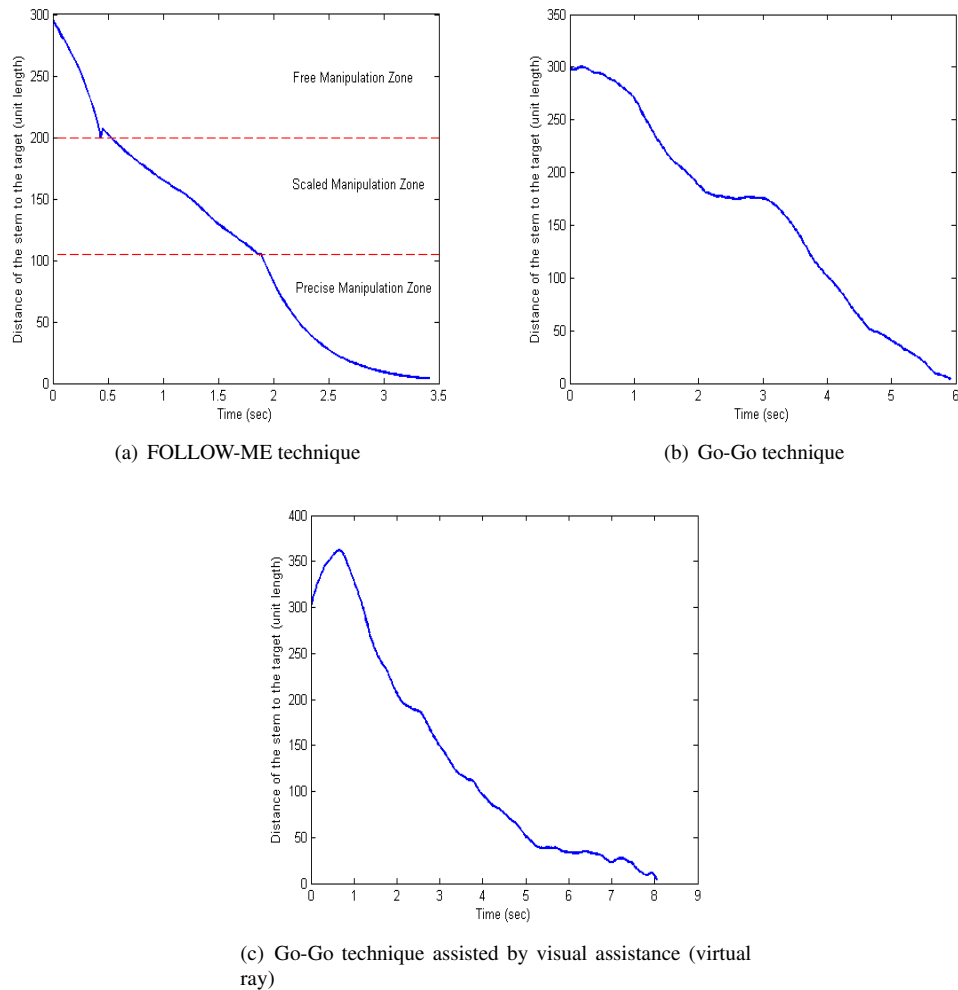 300
250
200
150
100
50
0
Distance of the stem to the target (unit length)
Free Manipulation Zone
Scaled Manipulation Zone
Precise Manipulation Zone
0 0.5 1 1.5 2 2.5 3 3.5
Time (sec)
(a) FOLLOW-ME technique
350
300
250
200
150
100
50
0
Distance of the stem to the target (unit length)
0 1 2 3 4 5 6
Time (sec)
(b) Go-Go technique
400
350
300
250
200
150
100
50
0
Distance of the stem to the target (unit length)
0 1 2 3 4 5 6 7 8 9
Time (sec)
(c) Go-Go technique assisted by visual assistance (virtual
ray)